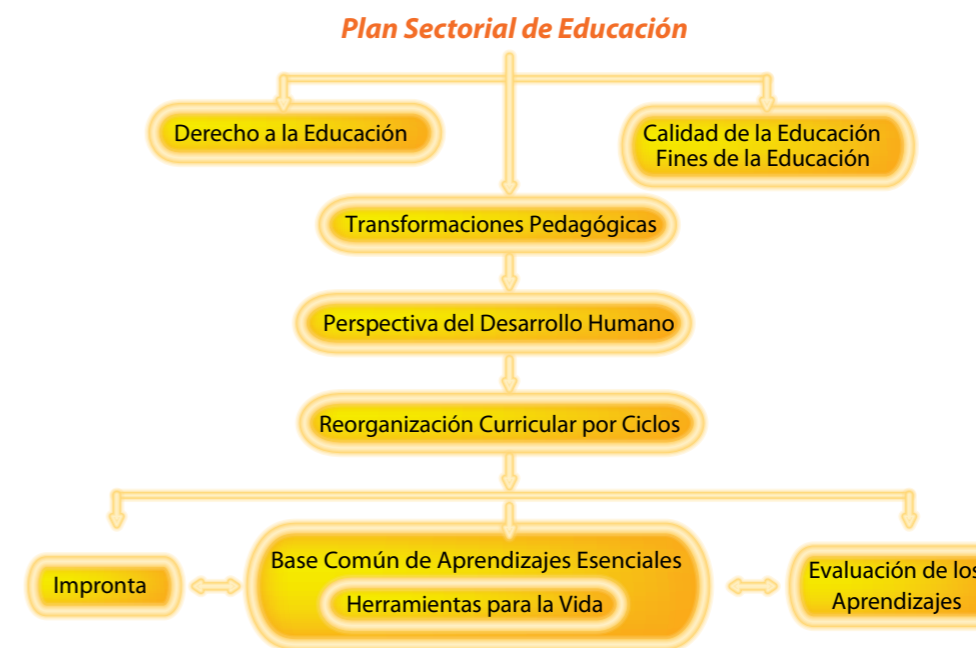 Plan Sectorial de Educación
Derecho a la Educación
Calidad de la Educación
Fines de la Educación
Transformaciones Pedagógicas
Perspectiva del Desarrollo Humano
Reorganización Curricular por Ciclos
Impronta
Base Común de Aprendizajes Esenciales
Herramientas para la Vida
Evaluación de los
Aprendizajes